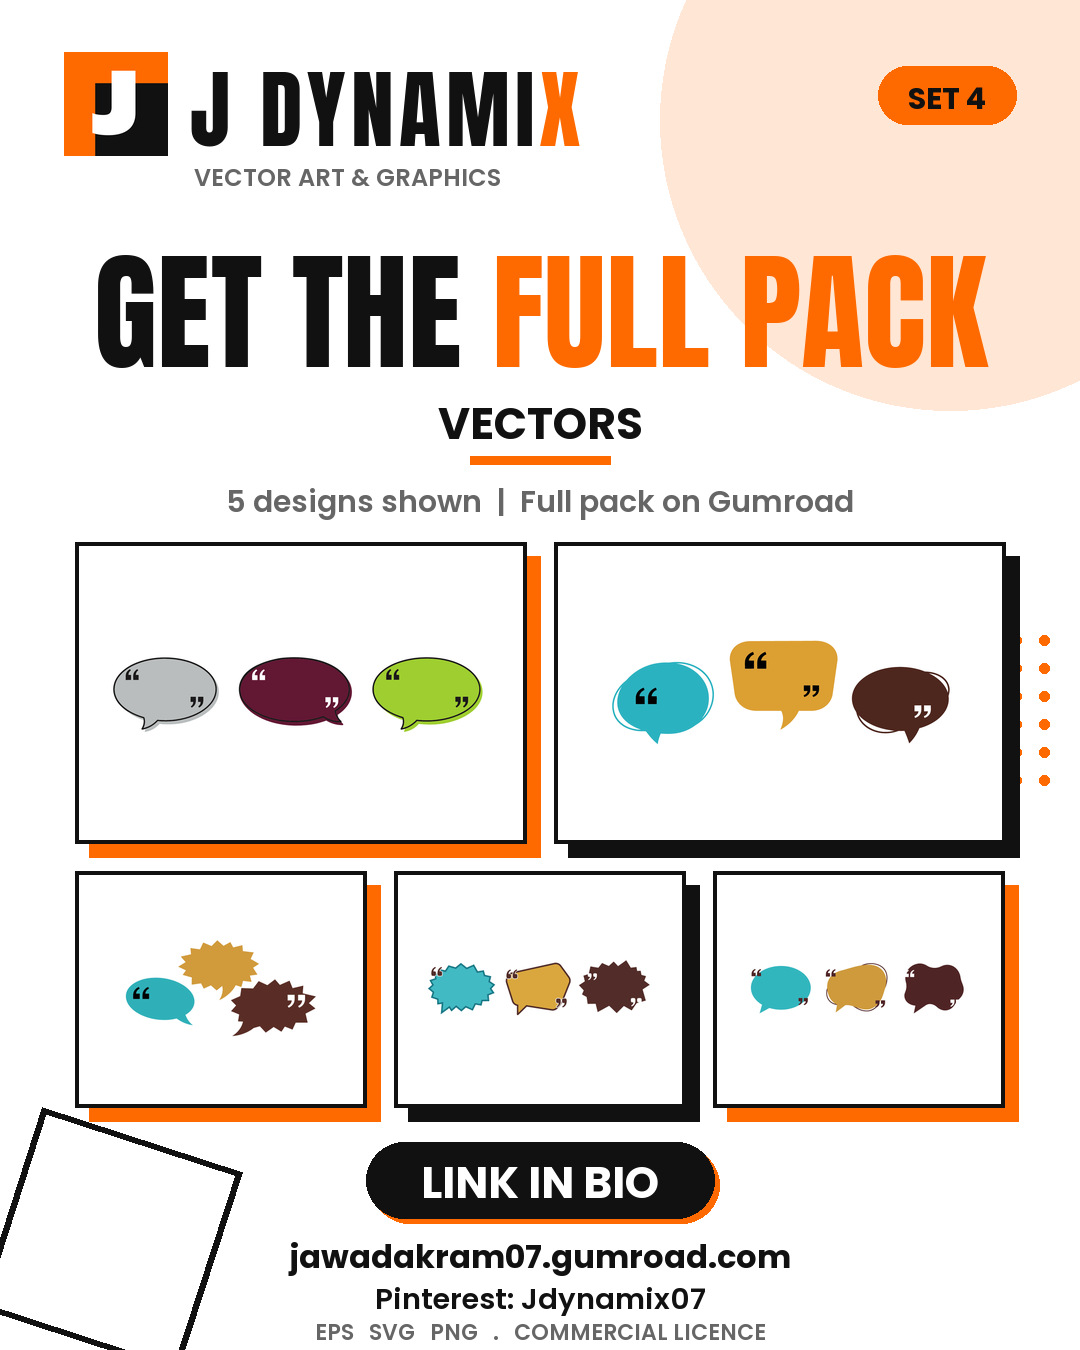 J DYNAMIX
VECTOR ART & GRAPHICS
SET 4
GET THE FULL PACK
VECTORS
5 designs shown | Full pack on Gumroad
LINK IN BIO
jawadakram07.gumroad.com
Pinterest: Jdynamix07
EPS SVG PNG . COMMERCIAL LICENCE